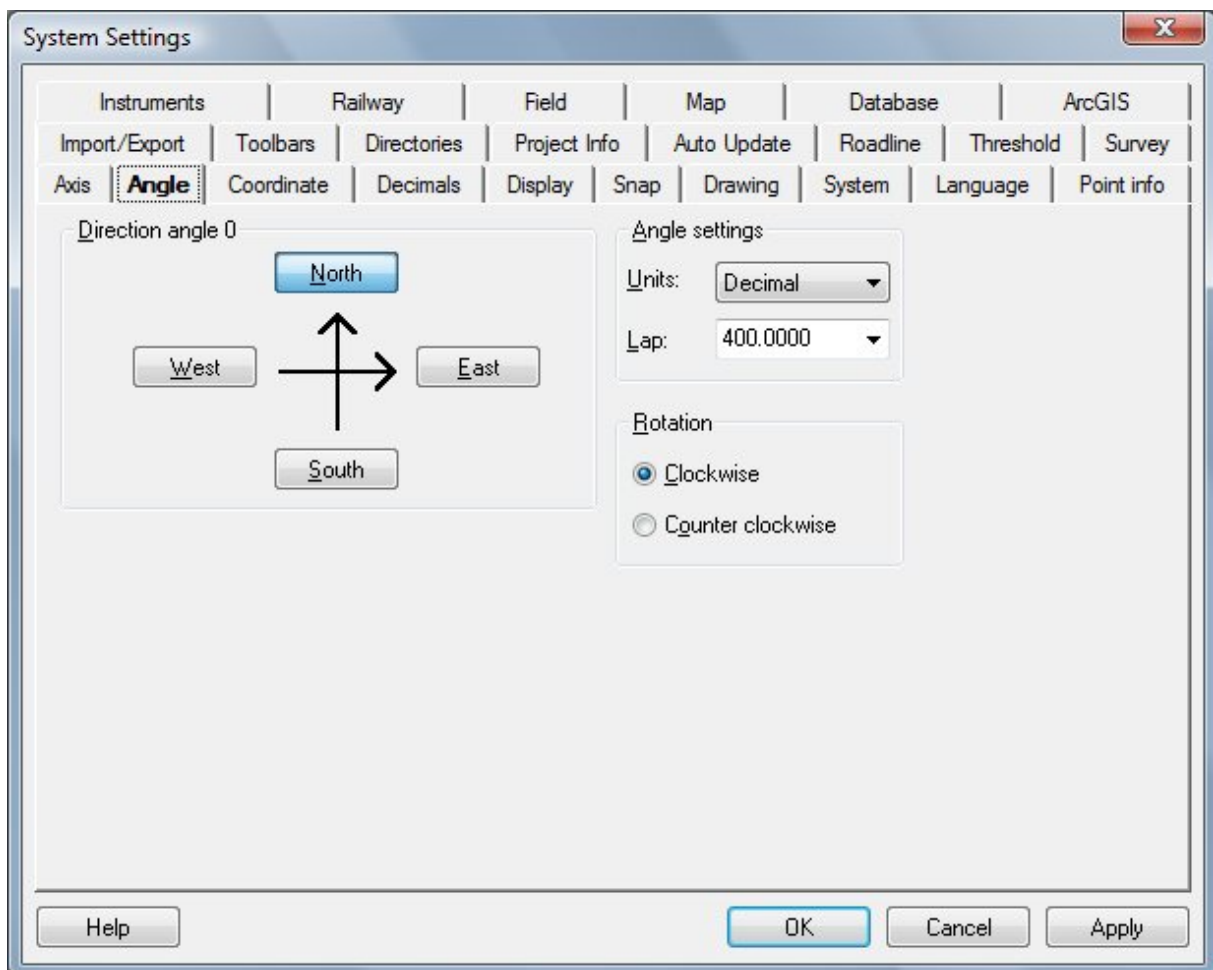 System Settings
Instruments Railway Field Map Database ArcGIS
Import/Export Toolbars Directories Project Info Auto Update Roadline Threshold Survey
Axis Angle Coordinate Decimals Display Snap Drawing System Language Point info
Direction angle 0
North
West
East
South
Angle settings
Units: Decimal
Lap: 400.0000
Rotation
Clockwise
Counter clockwise
Help OK Cancel Apply